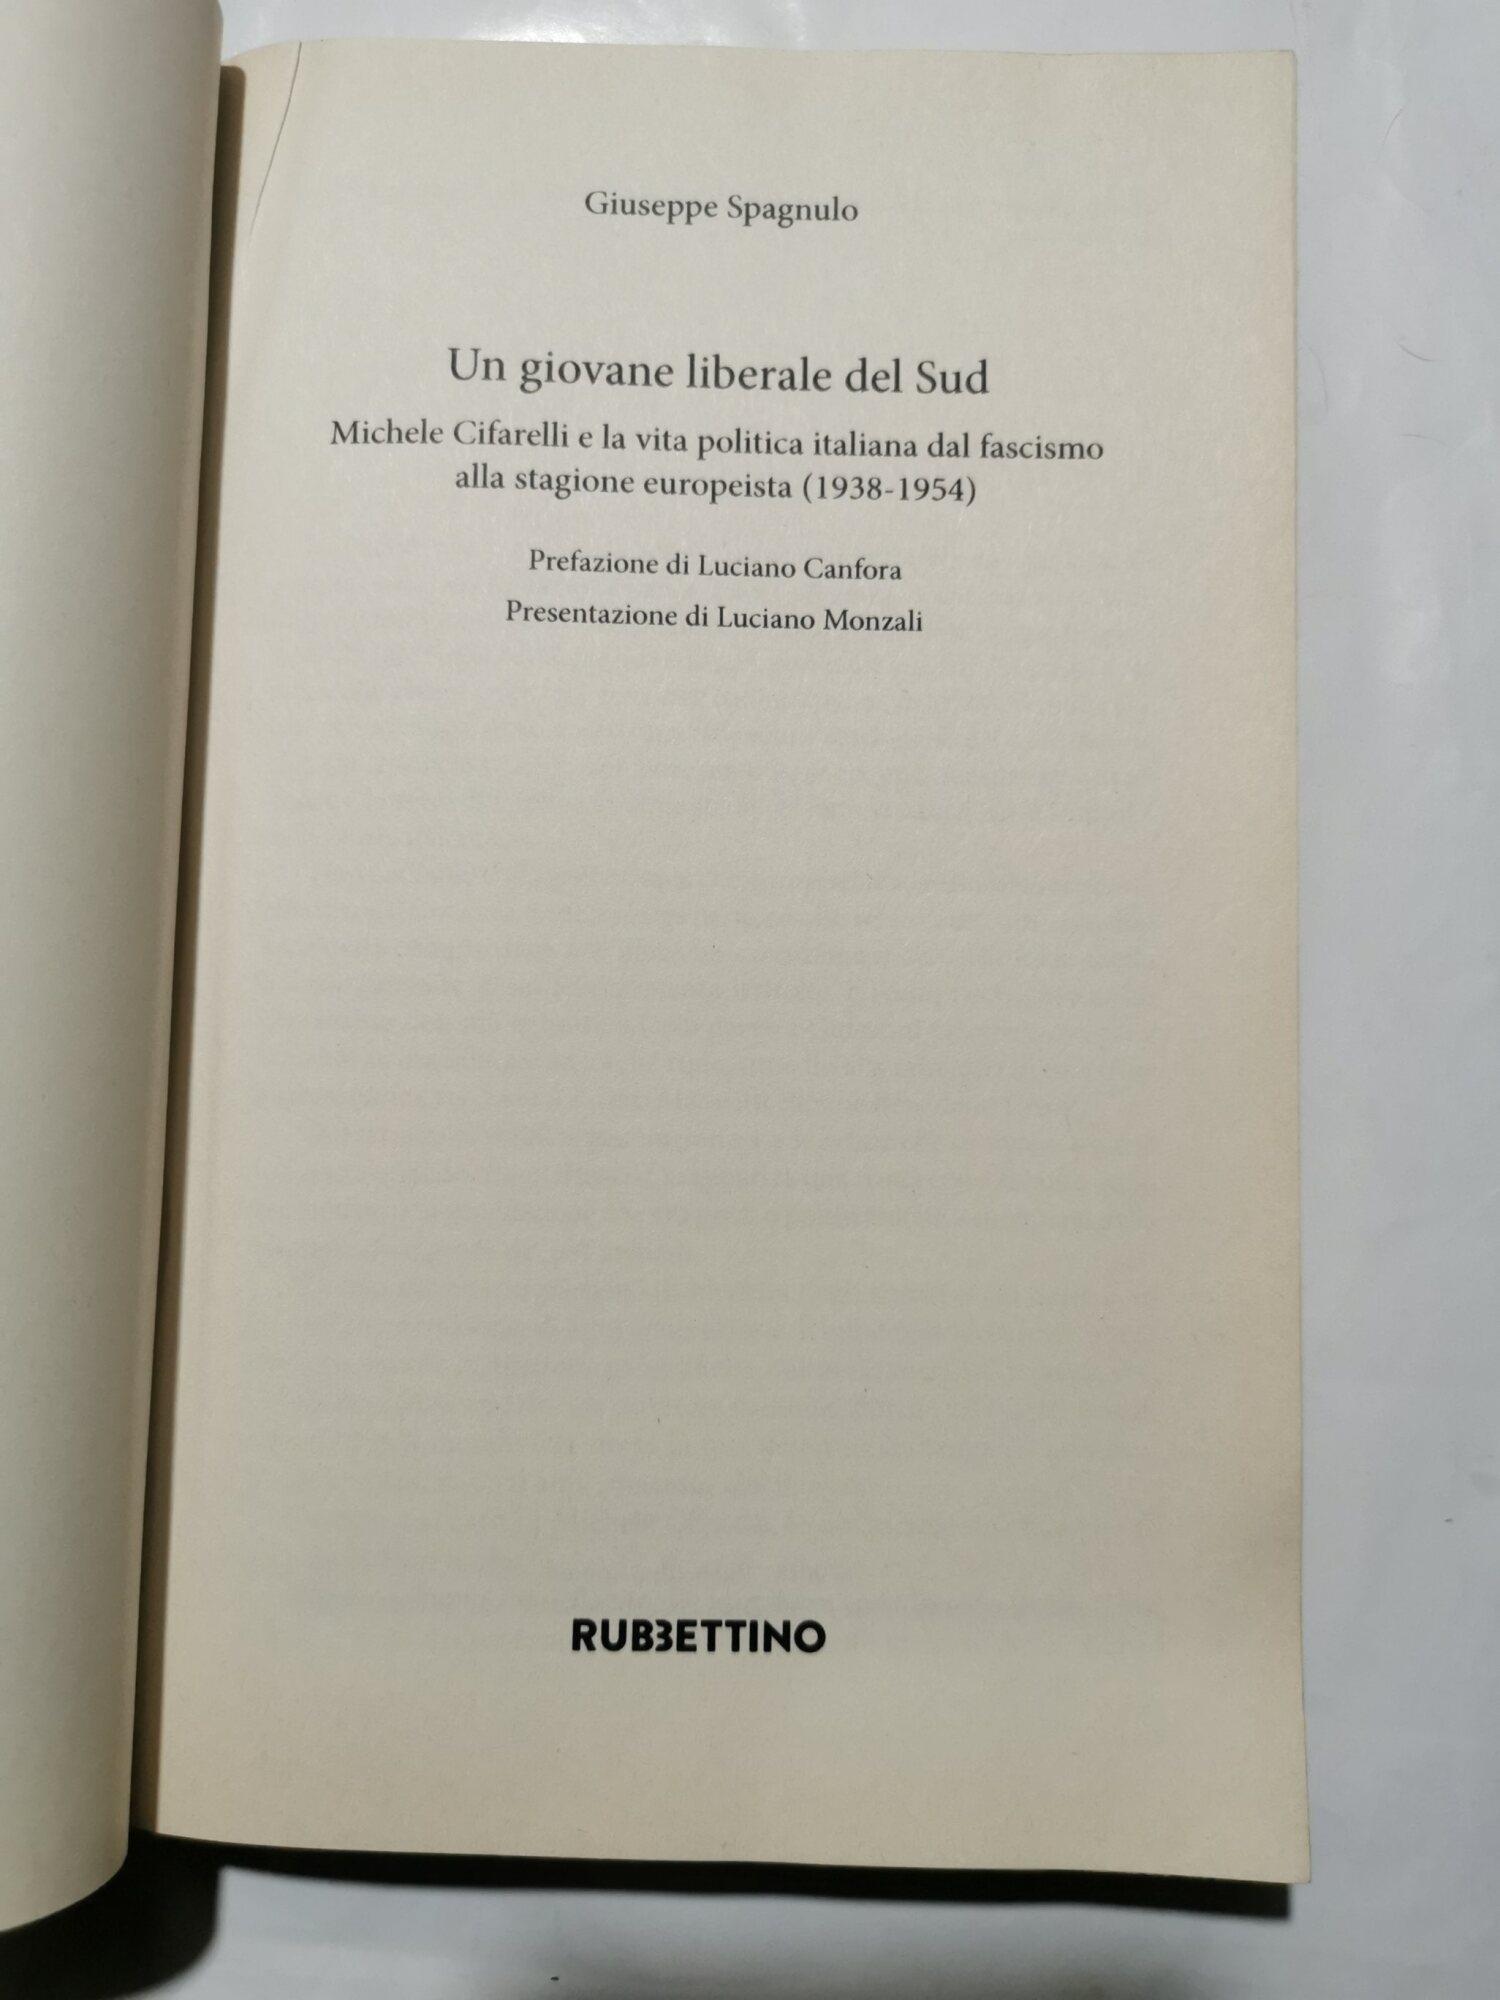 Giuseppe Spagnulo
Un giovane liberale del Sud
Michele Cifarelli e la vita politica italiana dal fascismo
alla stagione europeista (1938-1954)
Prefazione di Luciano Canfora
Presentazione di Luciano Monzali
RUBBETTINO